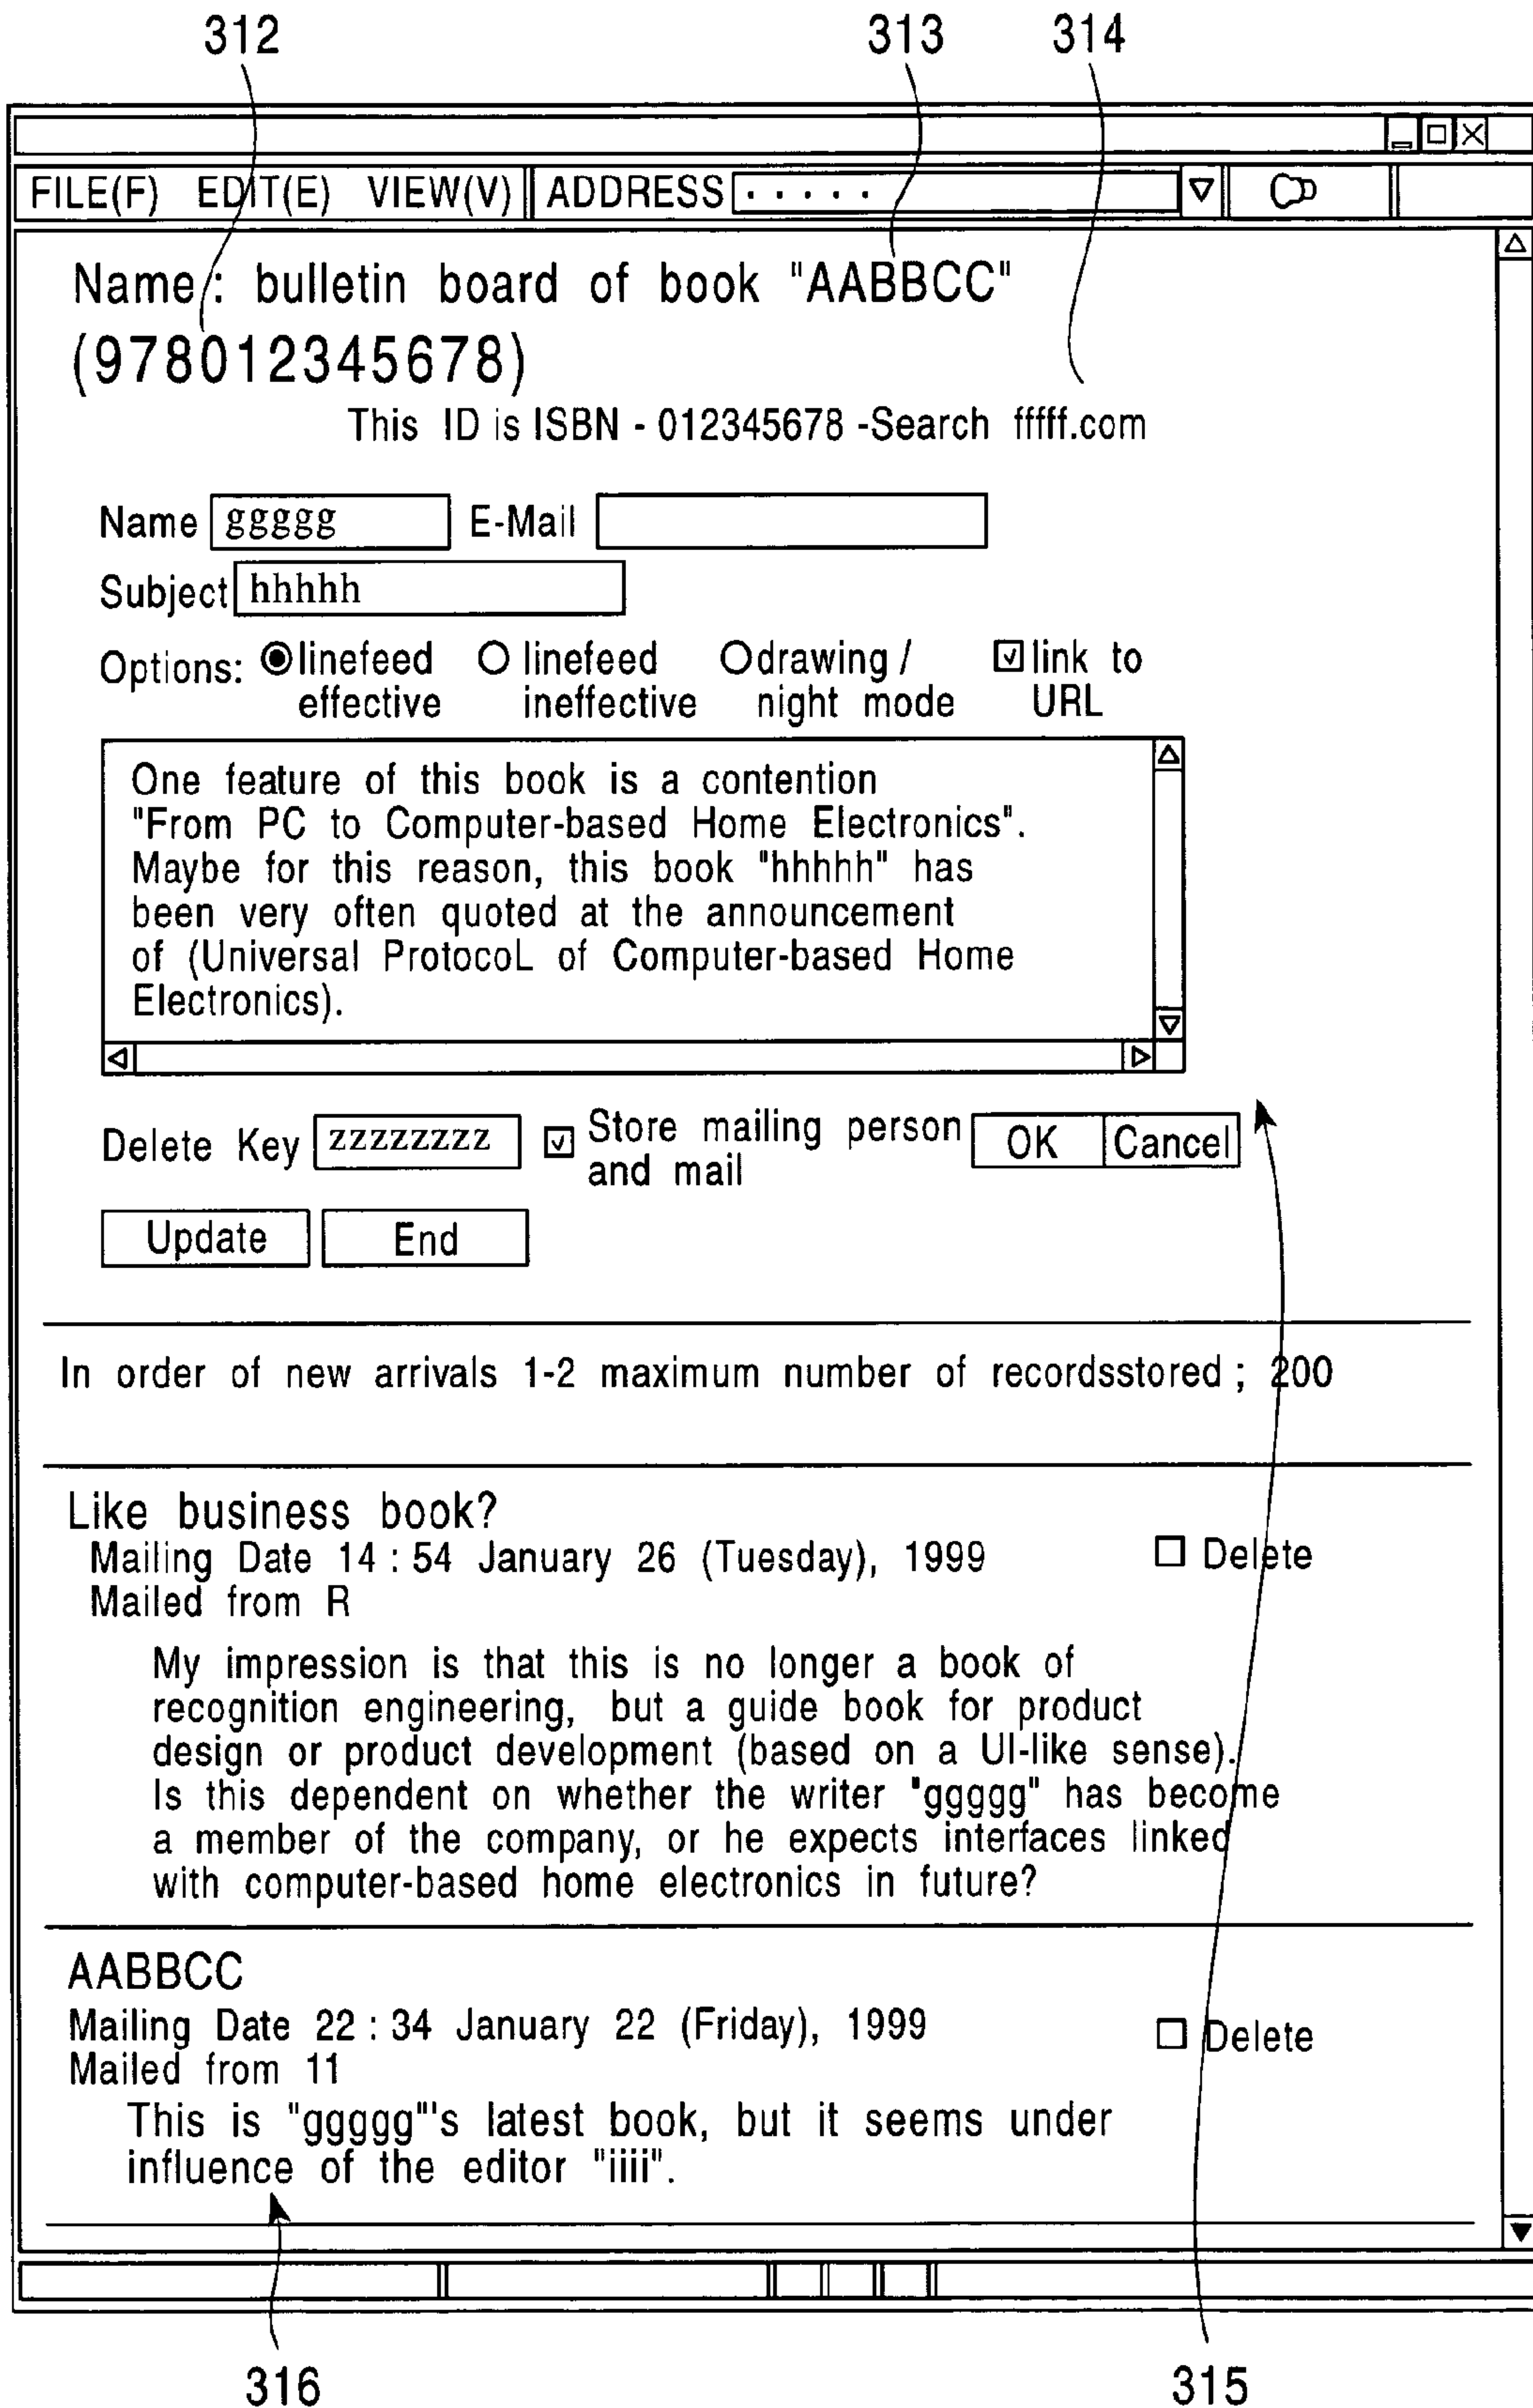 312 313 314
FILE(F) EDIT(E) VIEW(V) ADDRESS .....
Name: bulletin board of book "AABBCC"
(978012345678)
This ID is ISBN - 012345678 -Search fffff.com
Name ggggg E-Mail
Subject hhhhh
Options: linefeed linefeed drawing / link to
effective ineffective night mode URL
One feature of this book is a contention
"From PC to Computer-based Home Electronics".
Maybe for this reason, this book "hhhhh" has
been very often quoted at the announcement
of (Universal ProtocoL of Computer-based Home
Electronics).
Delete Key zzzzzzzz Store mailing person OK Cancel
and mail
Update End
In order of new arrivals 1-2 maximum number of recordsstored ; 200
Like business book?
Mailing Date 14 : 54 January 26 (Tuesday), 1999 Delete
Mailed from R
My impression is that this is no longer a book of
recognition engineering, but a guide book for product
design or product development (based on a UI-like sense).
Is this dependent on whether the writer "ggggg" has become
a member of the company, or he expects interfaces linked
with computer-based home electronics in future?
AABBCC
Mailing Date 22 : 34 January 22 (Friday), 1999 Delete
Mailed from 11
This is "ggggg"'s latest book, but it seems under
influence of the editor "iiii".
316 315